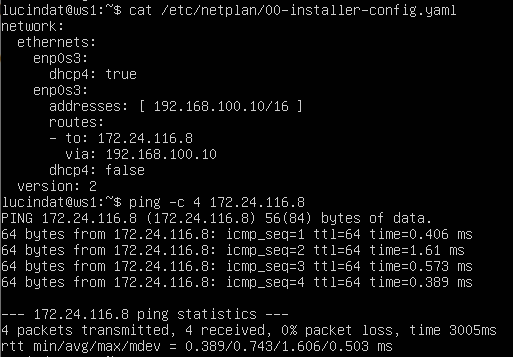 lucindat@ws1:~$ cat /etc/netplan/00-installer-config.yaml
network:
  ethernets:
    enp0s3:
      dhcp4: true
    enp0s3:
      addresses: [ 192.168.100.10/16 ]
      routes:
      - to: 172.24.116.8
        via: 192.168.100.10
      dhcp4: false
  version: 2
lucindat@ws1:~$ ping -c 4 172.24.116.8
PING 172.24.116.8 (172.24.116.8) 56(84) bytes of data.
64 bytes from 172.24.116.8: icmp_seq=1 ttl=64 time=0.406 ms
64 bytes from 172.24.116.8: icmp_seq=2 ttl=64 time=1.61 ms
64 bytes from 172.24.116.8: icmp_seq=3 ttl=64 time=0.573 ms
64 bytes from 172.24.116.8: icmp_seq=4 ttl=64 time=0.389 ms

--- 172.24.116.8 ping statistics ---
4 packets transmitted, 4 received, 0% packet loss, time 3005ms
rtt min/avg/max/mdev = 0.389/0.743/1.606/0.503 ms